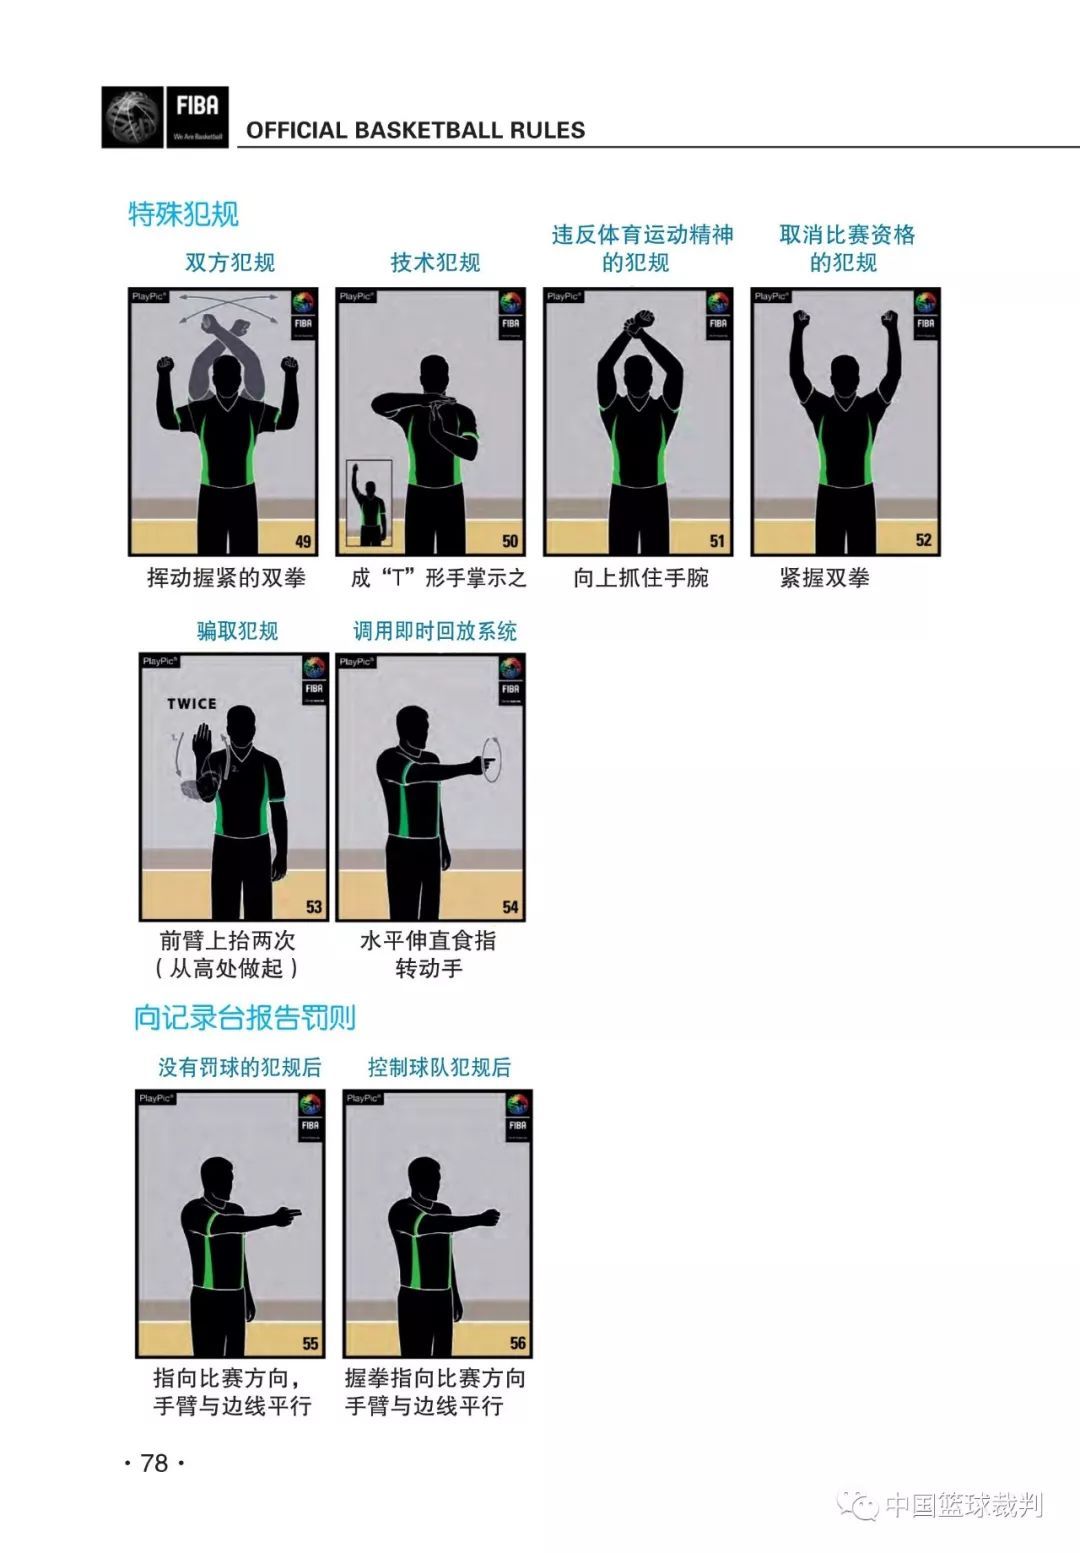 FIBA
We Are Basketball
OFFICIAL BASKETBALL RULES
特殊犯规
双方犯规
技术犯规
违反体育运动精神
的犯规
取消比赛资格
的犯规
PlayPic®
FIBA
49
PlayPic®
FIBA
50
PlayPic®
FIBA
51
PlayPic®
FIBA
52
挥动握紧的双拳
成“T”形手掌示之
向上抓住手腕
紧握双拳
骗取犯规
调用即时回放系统
PlayPic®
FIBA
TWICE
1.
2.
53
PlayPic®
FIBA
54
前臂上抬两次
（从高处做起）
水平伸直食指
转动手
向记录台报告罚则
没有罚球的犯规后
控制球队犯规后
PlayPic®
FIBA
55
PlayPic®
FIBA
56
指向比赛方向，
手臂与边线平行
握拳指向比赛方向
手臂与边线平行
·78·
中国篮球裁判